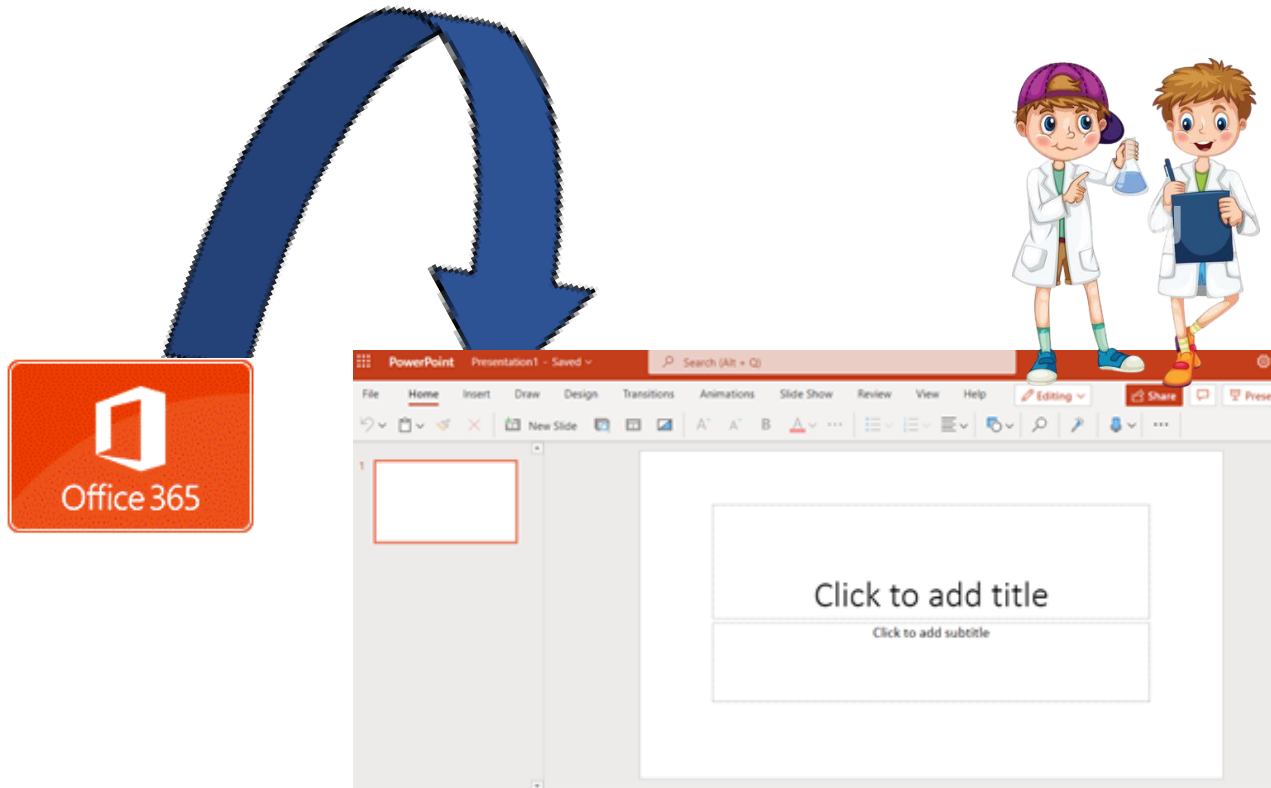 PowerPoint Presentation1 - Saved
Search (Alt + Q)
File Home Insert Draw Design Transitions Animations Slide Show Review View Help Editing Share Prese
New Slide A^ A˅ B A ...
1
Office 365
Click to add title
Click to add subtitle